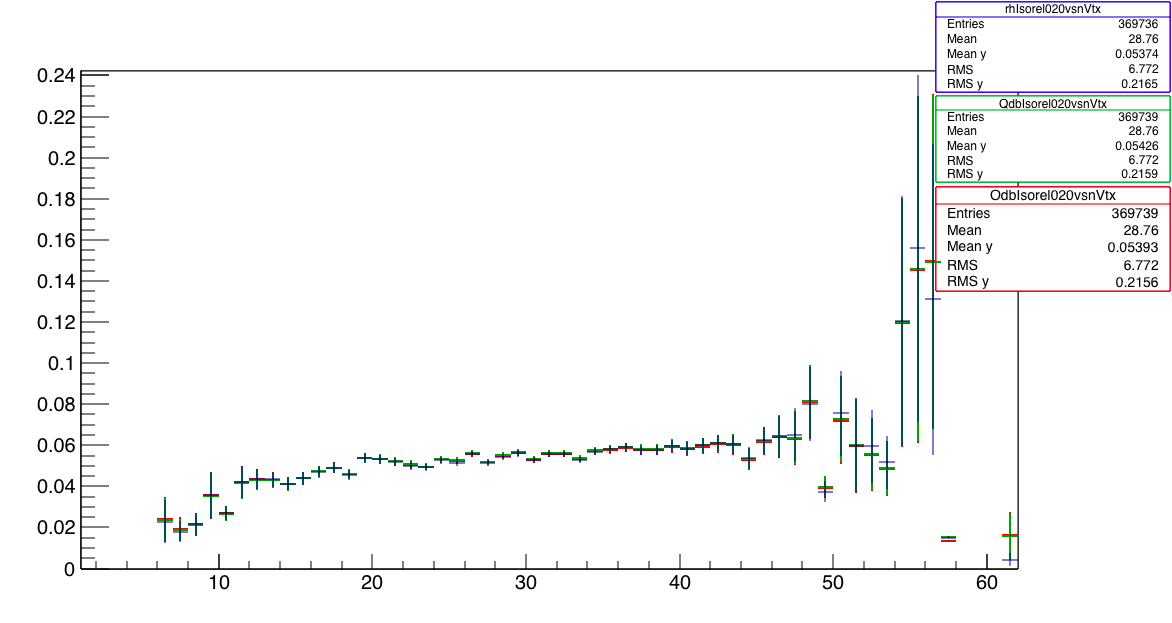 rhIsorel020vsnVtx
Entries 369736
Mean 28.76
Mean y 0.05374
RMS 6.772
RMS y 0.2165
QdbIsorel020vsnVtx
Entries 369739
Mean 28.76
Mean y 0.05426
RMS 6.772
RMS y 0.2159
OdbIsorel020vsnVtx
Entries 369739
Mean 28.76
Mean y 0.05393
RMS 6.772
RMS y 0.2156
0.24
0.22
0.2
0.18
0.16
0.14
0.12
0.1
0.08
0.06
0.04
0.02
0
10 20 30 40 50 60